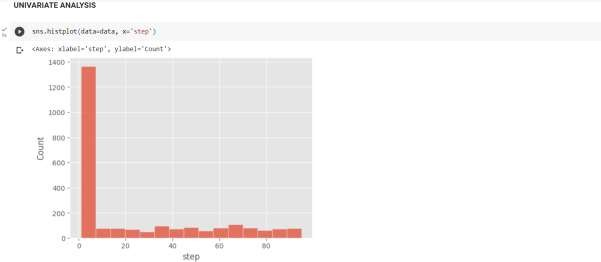 UNIVARIATE ANALYSIS
sns.histplot(data=data, x='step')
<Axes: xlabel='step', ylabel='Count'>
1400
1200
1000
800
600
400
200
0
Count
0 20 40 60 80
step